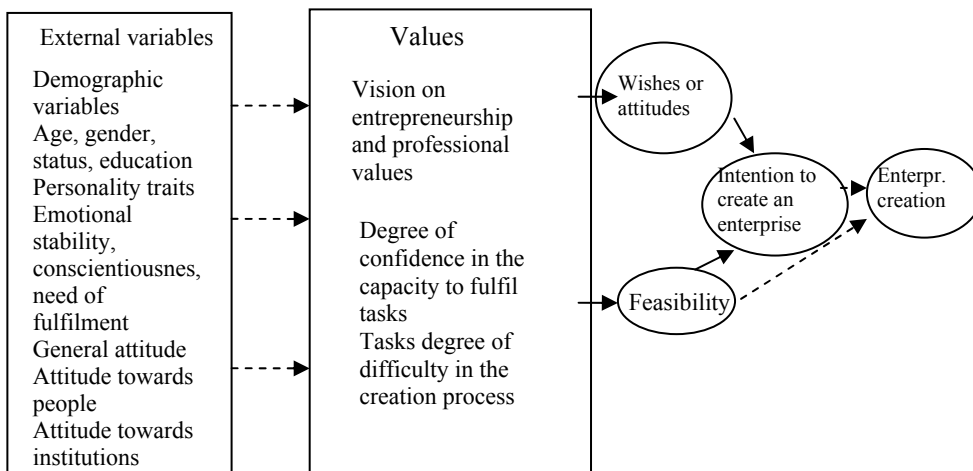 External variables
Demographic
variables
Age, gender,
status, education
Personality traits
Emotional
stability,
conscientiousnes,
need of
fulfilment
General attitude
Attitude towards
people
Attitude towards
institutions
Values
Vision on
entrepreneurship
and professional
values
Degree of
confidence in the
capacity to fulfil
tasks
Tasks degree of
difficulty in the
creation process
Wishes or
attitudes
Intention to
create an
enterprise
Feasibility
Enterpr.
creation